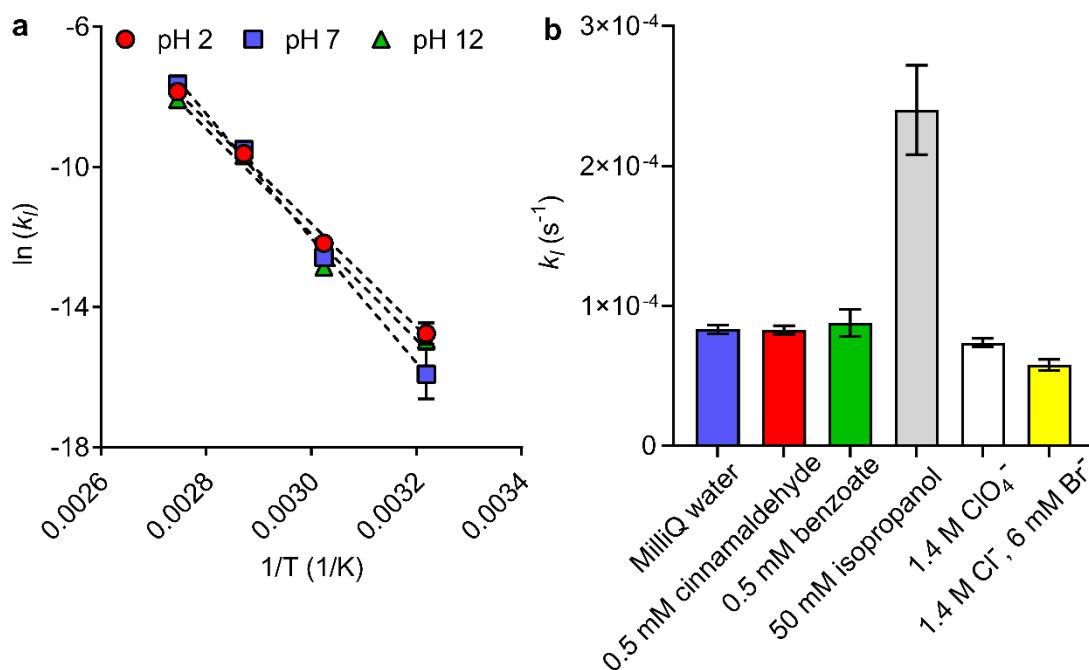 a
pH 2 pH 7 pH 12
-6
-10
-14
-18
ln (k_I)
0.0026 0.0028 0.0030 0.0032 0.0034
1/T (1/K)
b
3×10⁻⁴
2×10⁻⁴
1×10⁻⁴
0
k_I (s⁻¹)
MilliQ water
0.5 mM cinnamaldehyde
0.5 mM benzoate
50 mM isopropanol
1.4 M ClO₄⁻
1.4 M Cl⁻, 6 mM Br⁻